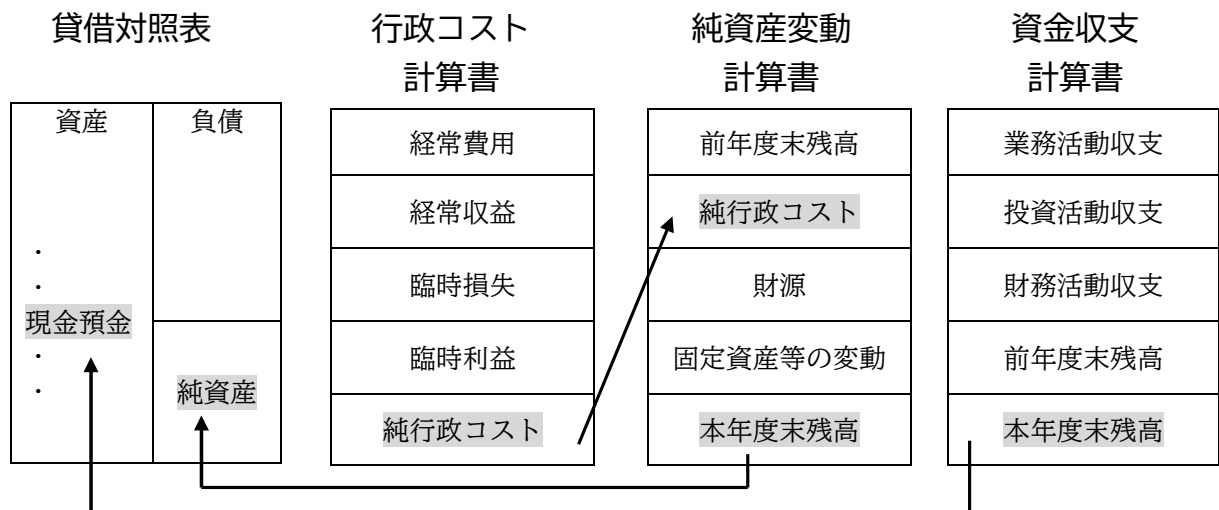 貸借対照表
行政コスト
計算書
純資産変動
計算書
資金収支
計算書
資産
負債
・
・
現金預金
・
・
純資産
経常費用
経常収益
臨時損失
臨時利益
純行政コスト
前年度末残高
純行政コスト
財源
固定資産等の変動
本年度末残高
業務活動収支
投資活動収支
財務活動収支
前年度末残高
本年度末残高